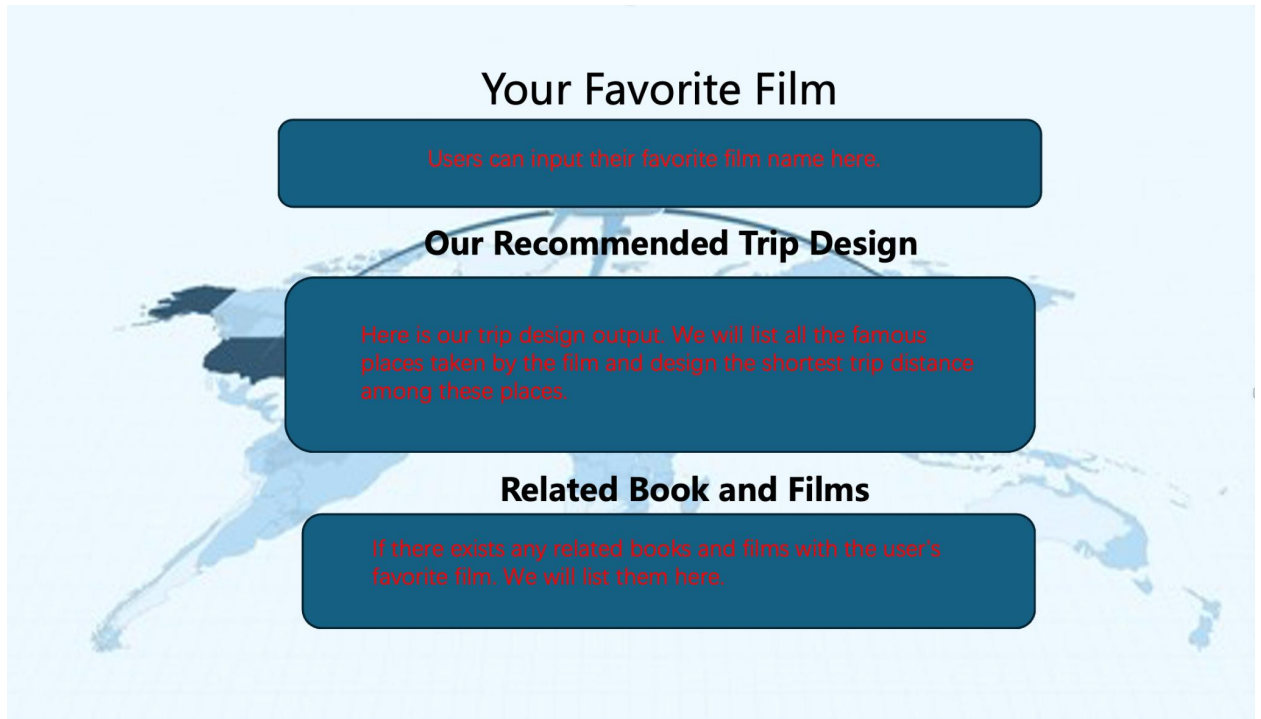 Your Favorite Film
Users can input their favorite film name here.
Our Recommended Trip Design
Here is our trip design output. We will list all the famous
places taken by the film and design the shortest trip distance
among these places.
Related Book and Films
If there exists any related books and films with the user's
favorite film. We will list them here.